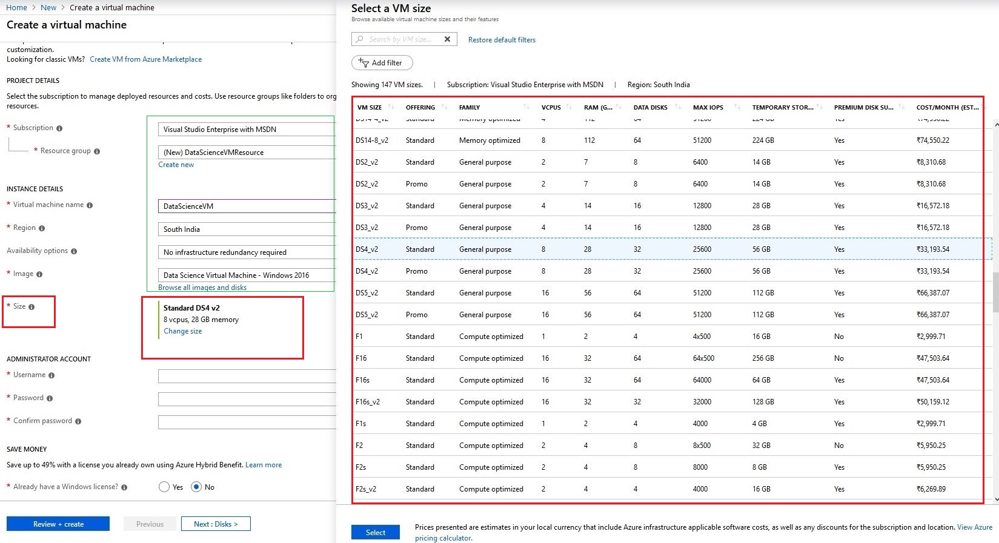 Home > New > Create a virtual machine
Create a virtual machine
customization.
Looking for classic VMs? Create VM from Azure Marketplace
PROJECT DETAILS
Select the subscription to manage deployed resources and costs. Use resource groups like folders to org
resources.
* Subscription
Visual Studio Enterprise with MSDN
* Resource group
(New) DataScienceVMResource
Create new
INSTANCE DETAILS
* Virtual machine name
DataScienceVM
* Region
South India
Availability options
No infrastructure redundancy required
* Image
Data Science Virtual Machine - Windows 2016
Browse all images and disks
* Size
Standard DS4 v2
8 vcpus, 28 GB memory
Change size
ADMINISTRATOR ACCOUNT
* Username
* Password
* Confirm password
SAVE MONEY
Save up to 49% with a license you already own using Azure Hybrid Benefit. Learn more
* Already have a Windows license? Yes No
Review + create Previous Next : Disks >
Select a VM size
Browse available virtual machine sizes and their features
Search by VM size... Restore default filters
Add filter
Showing 147 VM sizes. | Subscription: Visual Studio Enterprise with MSDN | Region: South India
VM SIZE OFFERING FAMILY VCPUS RAM (G... DATA DISKS MAX IOPS TEMPORARY STOR... PREMIUM DISK SU... COST/MONTH (EST...
DS14-4_v2 Standard Memory optimized 4 112 64 51200 224 GB Yes ₹74,550.22
DS14-8_v2 Standard Memory optimized 8 112 64 51200 224 GB Yes ₹74,550.22
DS2_v2 Standard General purpose 2 7 8 6400 14 GB Yes ₹8,310.68
DS2_v2 Promo General purpose 2 7 8 6400 14 GB Yes ₹8,310.68
DS3_v2 Standard General purpose 4 14 16 12800 28 GB Yes ₹16,572.18
DS3_v2 Promo General purpose 4 14 16 12800 28 GB Yes ₹16,572.18
DS4_v2 Standard General purpose 8 28 32 25600 56 GB Yes ₹33,193.54
DS4_v2 Promo General purpose 8 28 32 25600 56 GB Yes ₹33,193.54
DS5_v2 Standard General purpose 16 56 64 51200 112 GB Yes ₹66,387.07
DS5_v2 Promo General purpose 16 56 64 51200 112 GB Yes ₹66,387.07
F1 Standard Compute optimized 1 2 4 4x500 16 GB No ₹2,999.71
F16 Standard Compute optimized 16 32 64 64x500 256 GB No ₹47,503.64
F16s Standard Compute optimized 16 32 64 64000 64 GB Yes ₹47,503.64
F16s_v2 Standard Compute optimized 16 32 32 32000 128 GB Yes ₹50,159.12
F1s Standard Compute optimized 1 2 4 4000 4 GB Yes ₹2,999.71
F2 Standard Compute optimized 2 4 8 8x500 32 GB No ₹5,950.25
F2s Standard Compute optimized 2 4 8 8000 8 GB Yes ₹5,950.25
F2s_v2 Standard Compute optimized 2 4 4 4000 16 GB Yes ₹6,269.89
Select
Prices presented are estimates in your local currency that include Azure infrastructure applicable software costs, as well as any discounts for the subscription and location. View Azure
pricing calculator.